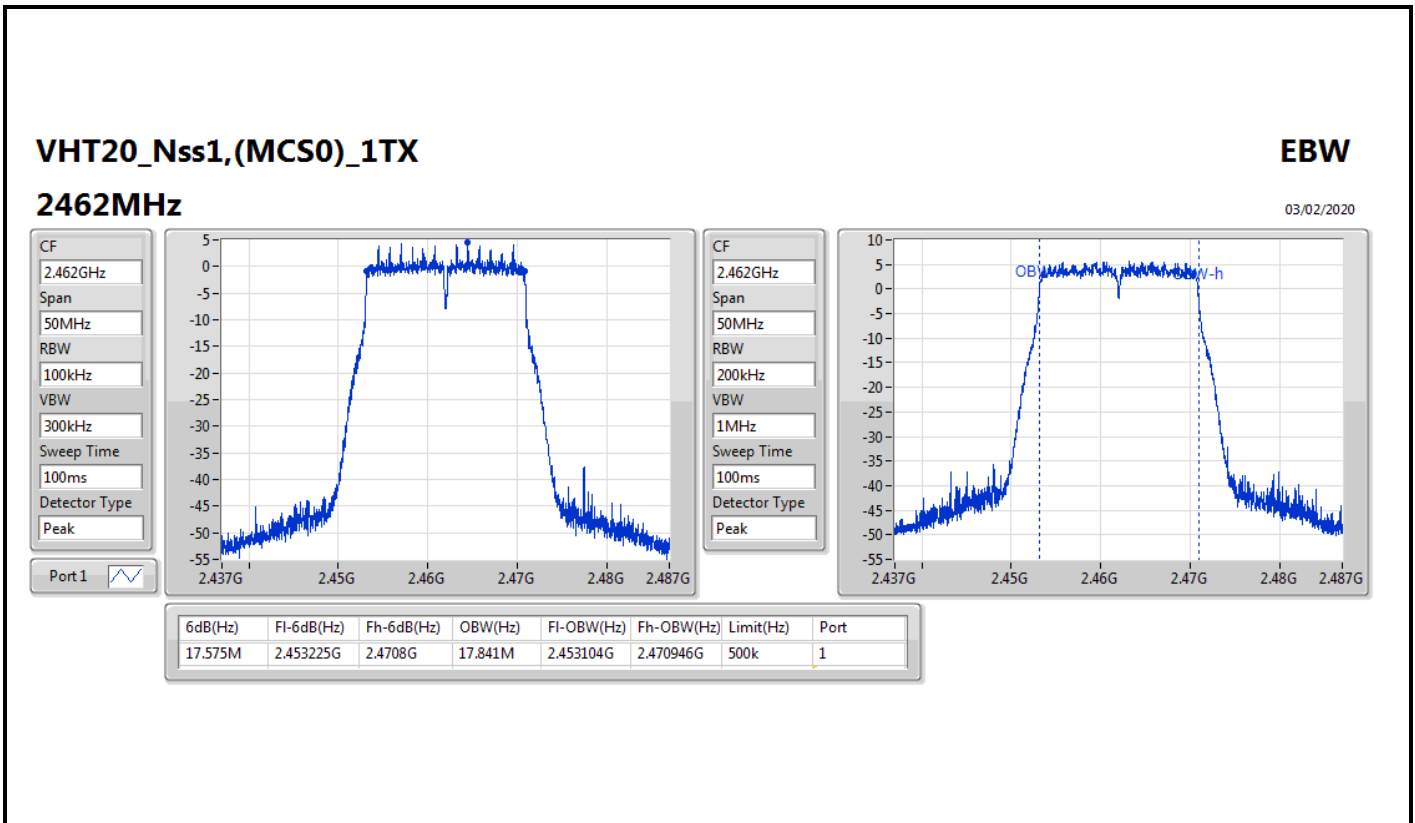 VHT20_Nss1,(MCS0)_1TX
EBW
2462MHz
03/02/2020
CF
2.462GHz
Span
50MHz
RBW
100kHz
VBW
300kHz
Sweep Time
100ms
Detector Type
Peak
Port 1
5
0
-5
-10
-15
-20
-25
-30
-35
-40
-45
-50
-55
2.437G 2.45G 2.46G 2.47G 2.48G 2.487G
CF
2.462GHz
Span
50MHz
RBW
200kHz
VBW
1MHz
Sweep Time
100ms
Detector Type
Peak
10
5
0
-5
-10
-15
-20
-25
-30
-35
-40
-45
-50
-55
2.437G 2.45G 2.46G 2.47G 2.48G 2.487G
6dB(Hz) Fl-6dB(Hz) Fh-6dB(Hz) OBW(Hz) Fl-OBW(Hz) Fh-OBW(Hz) Limit(Hz) Port
17.575M 2.453225G 2.4708G 17.841M 2.453104G 2.470946G 500k 1